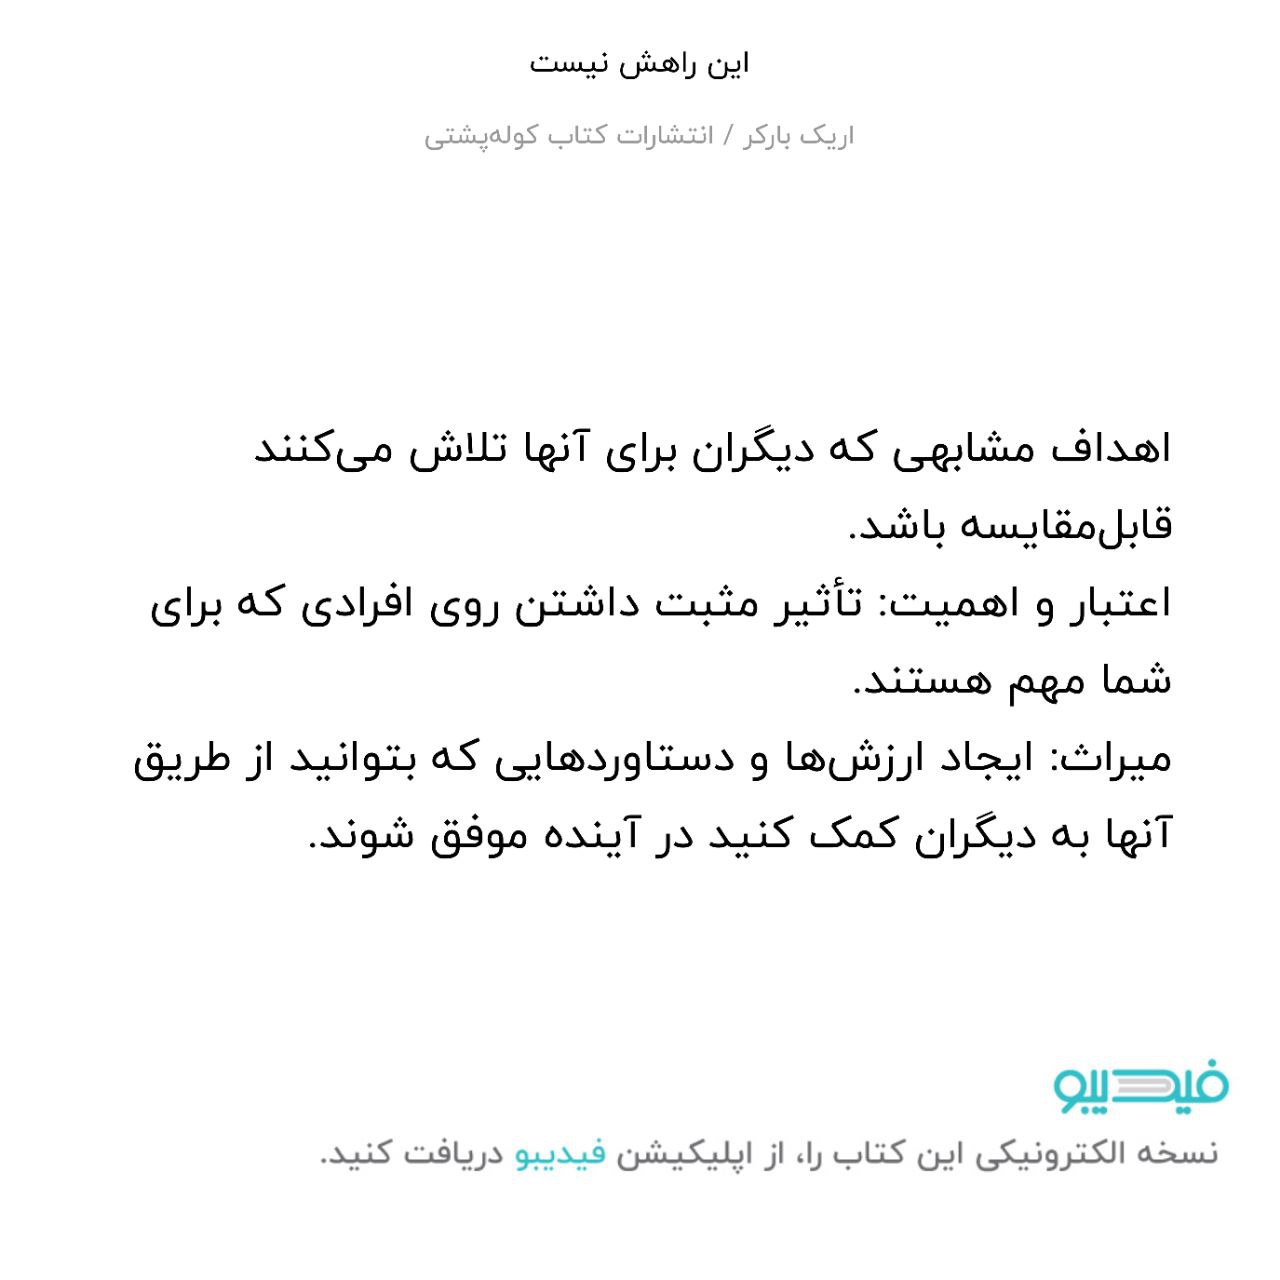 این راهش نیست
اریک بارکر / انتشارات کتاب کوله‌پشتی
اهداف مشابهی که دیگران برای آنها تلاش می‌کنند
قابل‌مقایسه باشد.
اعتبار و اهمیت: تأثیر مثبت داشتن روی افرادی که برای
شما مهم هستند.
میراث: ایجاد ارزش‌ها و دستاوردهایی که بتوانید از طریق
آنها به دیگران کمک کنید در آینده موفق شوند.
فیدیبو
نسخه الکترونیکی این کتاب را، از اپلیکیشن فیدیبو دریافت کنید.